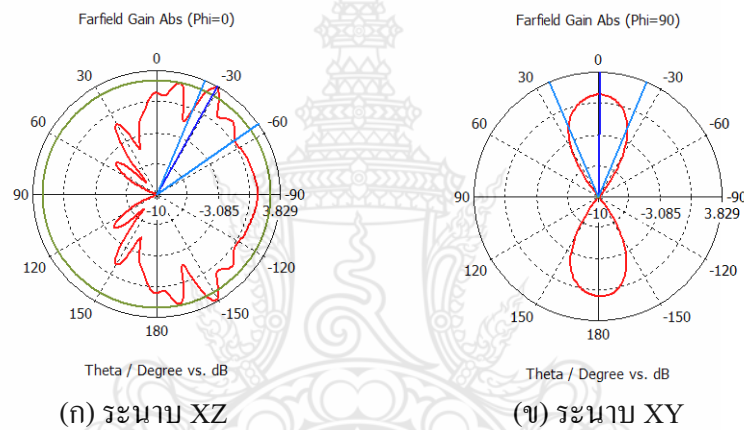 Farfield Gain Abs (Phi=0)
0
30 -30
60 -60
90 -10 -3.085 3.829 -90
120 -120
150 -150
180
Theta / Degree vs. dB
(ก) ระนาบ XZ
Farfield Gain Abs (Phi=90)
0
30 -30
60 -60
90 -10 -3.085 3.829 -90
120 -120
150 -150
180
Theta / Degree vs. dB
(ข) ระนาบ XY